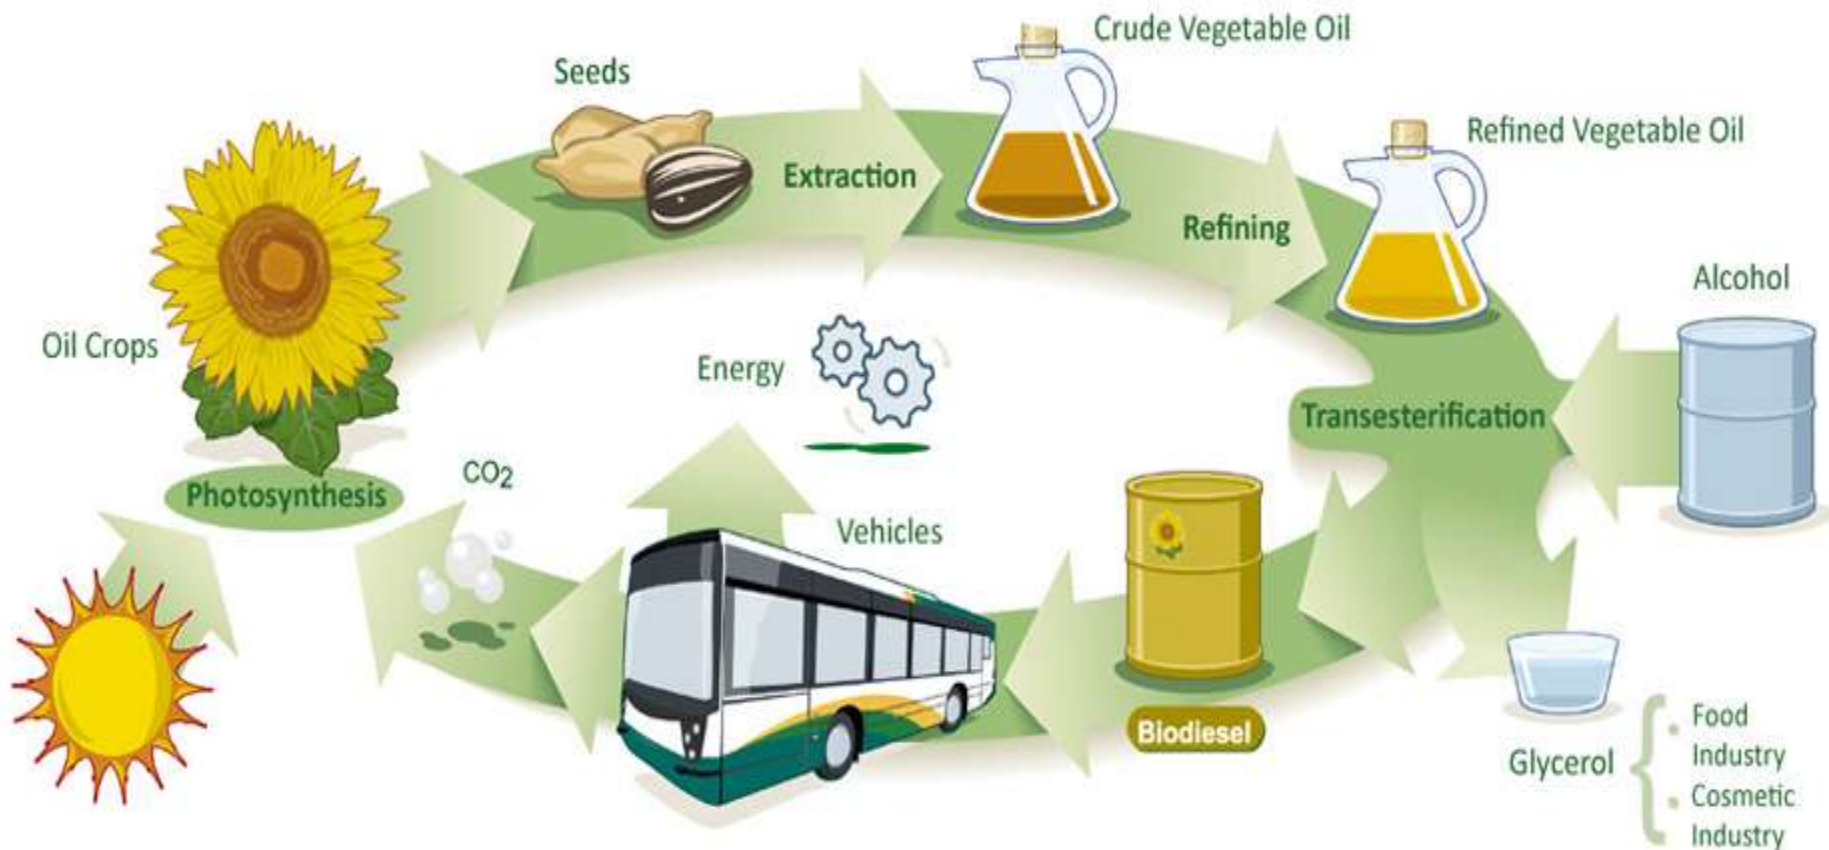 Crude Vegetable Oil
Seeds
Refined Vegetable Oil
Extraction
Refining
Alcohol
Oil Crops
Energy
Transesterification
CO2
Photosynthesis
Vehicles
Biodiesel
Glycerol
· Food
Industry
· Cosmetic
Industry